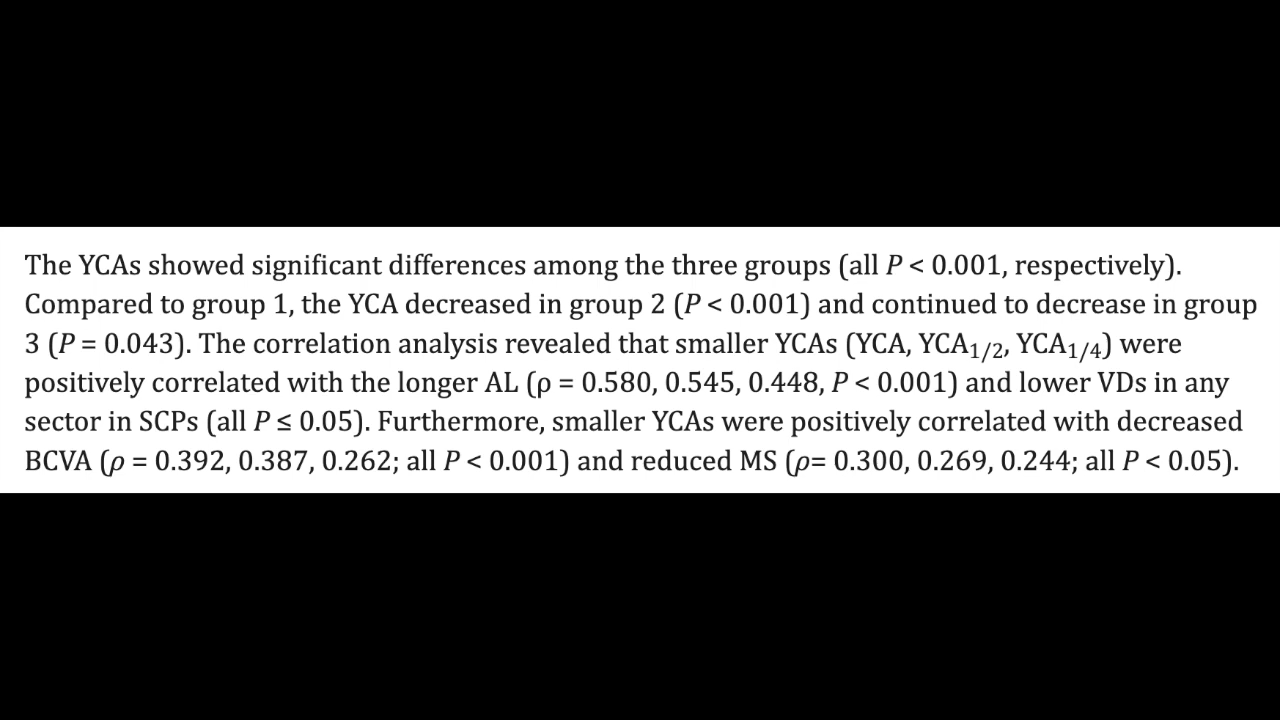 The YCAs showed significant differences among the three groups (all P < 0.001, respectively).
Compared to group 1, the YCA decreased in group 2 (P < 0.001) and continued to decrease in group
3 (P = 0.043). The correlation analysis revealed that smaller YCAs (YCA, YCA1/2, YCA1/4) were
positively correlated with the longer AL (ρ = 0.580, 0.545, 0.448, P < 0.001) and lower VDs in any
sector in SCPs (all P ≤ 0.05). Furthermore, smaller YCAs were positively correlated with decreased
BCVA (ρ = 0.392, 0.387, 0.262; all P < 0.001) and reduced MS (ρ= 0.300, 0.269, 0.244; all P < 0.05).